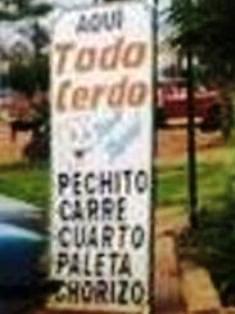 AQUI
Todo
Cerdo
PECHITO
CARRE
CUARTO
PALETA
CHORIZO